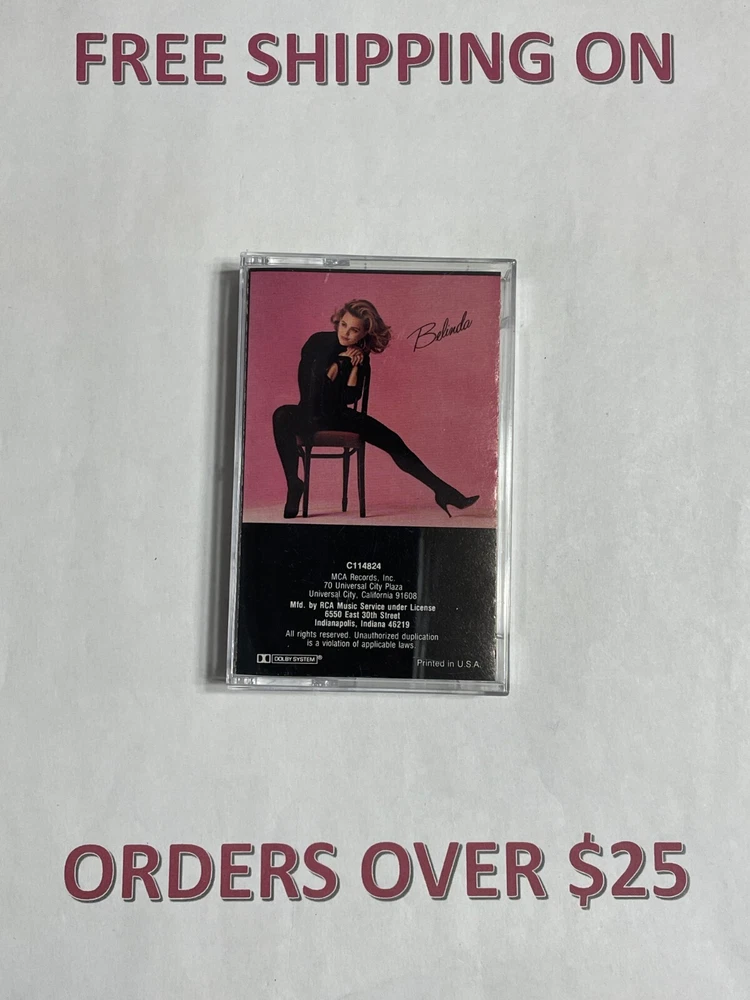 FREE SHIPPING ON
Belinda
C114824
MCA Records, Inc.
70 Universal City Plaza
Universal City, California 91608
Mfd. by RCA Music Service under License
6550 East 30th Street
Indianapolis, Indiana 46219
All rights reserved. Unauthorized duplication
is a violation of applicable laws.
DOLBY SYSTEM®
Printed in U.S.A.
ORDERS OVER $25